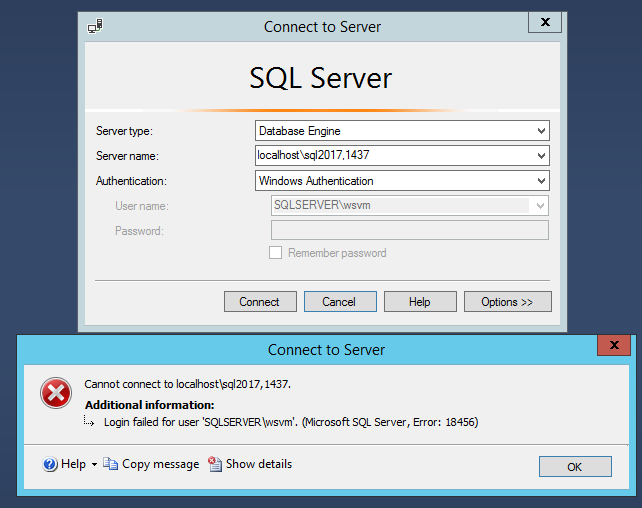 Connect to Server
X
SQL Server
Server type: Database Engine
Server name: localhost\sql2017,1437
Authentication: Windows Authentication
User name: SQLSERVER\wsvm
Password:
Remember password
Connect Cancel Help Options >>
Connect to Server
X
Cannot connect to localhost\sql2017,1437.
Additional information:
Login failed for user 'SQLSERVER\wsvm'. (Microsoft SQL Server, Error: 18456)
Help Copy message Show details OK